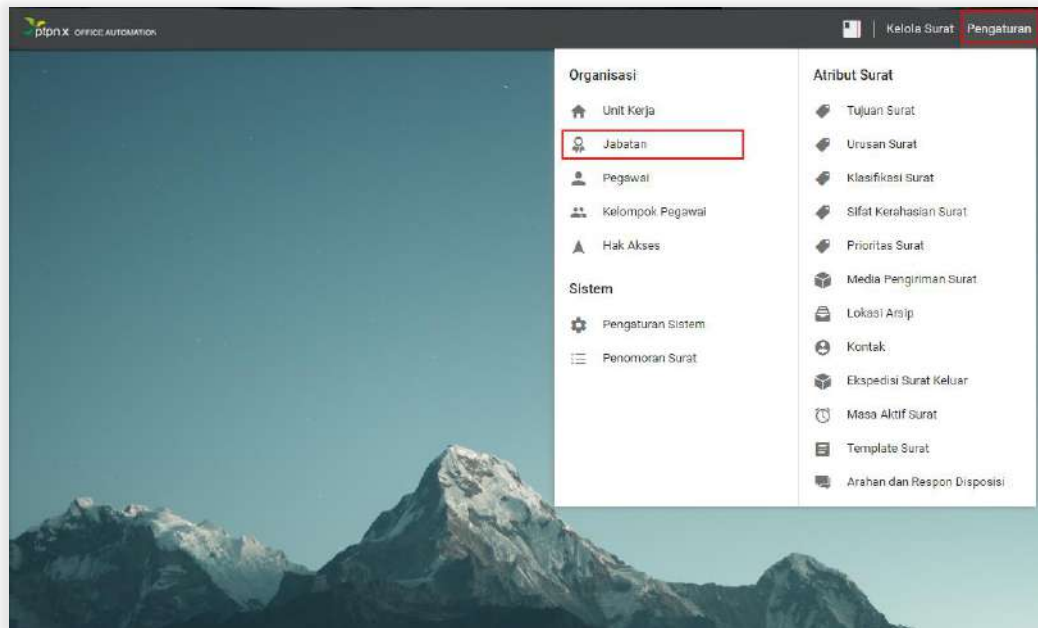 ptpnx OFFICE AUTOMATION
Kelola Surat
Pengaturan
Organisasi
Unit Kerja
Jabatan
Pegawai
Kelompok Pegawai
Hak Akses
Sistem
Pengaturan Sistem
Penomoran Surat
Atribut Surat
Tujuan Surat
Urusan Surat
Klasifikasi Surat
Sifat Kerahasian Surat
Prioritas Surat
Media Pengiriman Surat
Lokasi Arsip
Kontak
Ekspedisi Surat Keluar
Masa Aktif Surat
Template Surat
Arahan dan Respon Disposisi